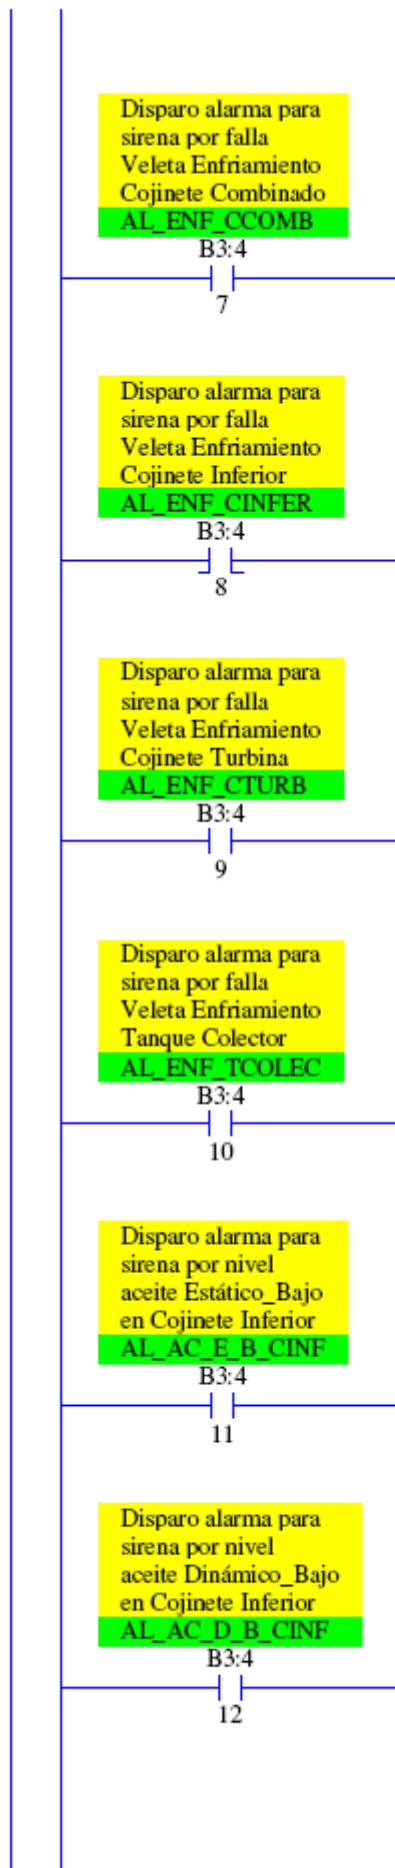 Disparo alarma para
sirena por falla
Veleta Enfriamiento
Cojinete Combinado
AL_ENF_CCOMB
B3:4
7
Disparo alarma para
sirena por falla
Veleta Enfriamiento
Cojinete Inferior
AL_ENF_CINFER
B3:4
8
Disparo alarma para
sirena por falla
Veleta Enfriamiento
Cojinete Turbina
AL_ENF_CTURB
B3:4
9
Disparo alarma para
sirena por falla
Veleta Enfriamiento
Tanque Colector
AL_ENF_TCOLEC
B3:4
10
Disparo alarma para
sirena por nivel
aceite Estático_Bajo
en Cojinete Inferior
AL_AC_E_B_CINF
B3:4
11
Disparo alarma para
sirena por nivel
aceite Dinámico_Bajo
en Cojinete Inferior
AL_AC_D_B_CINF
B3:4
12